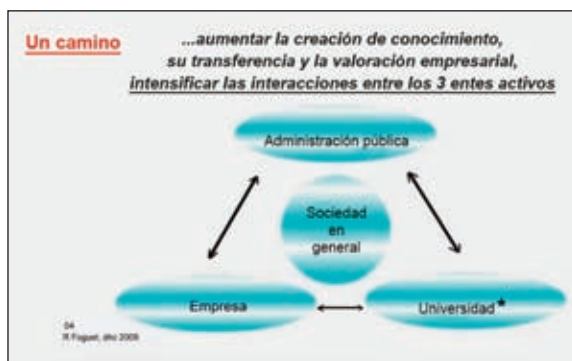 Un camino
...aumentar la creación de conocimiento,
su transferencia y la valoración empresarial,
intensificar las interacciones entre los 3 entes activos
Administración pública
Sociedad
en
general
Empresa
Universidad*
04
R Foguet, dho 2009